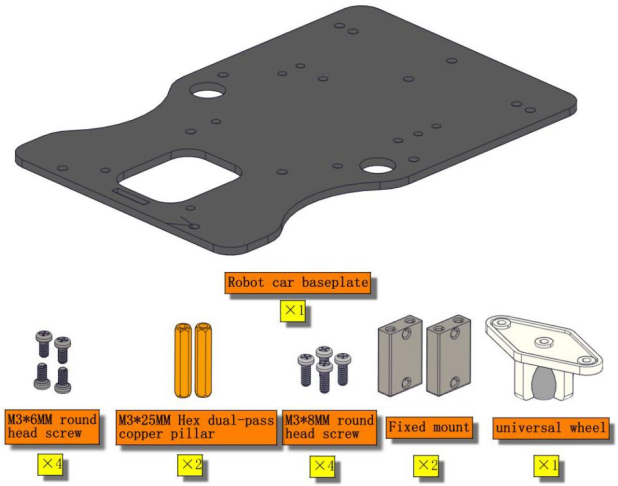 Robot car baseplate
×1
M3*6MM round
head screw
×4
M3*25MM Hex dual-pass
copper pillar
×2
M3*8MM round
head screw
×4
Fixed mount
×2
universal wheel
×1